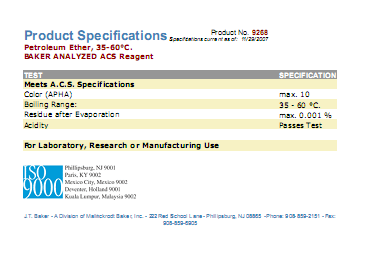 Product Specifications
Product No. 9268
Specifications current as of: 11/29/2007
Petroleum Ether, 35-60ºC.
BAKER ANALYZED ACS Reagent
TEST SPECIFICATION
Meets A.C.S. Specifications
Color (APHA) max. 10
Boiling Range: 35 - 60 ºC.
Residue after Evaporation max. 0.001 %
Acidity Passes Test
For Laboratory, Research or Manufacturing Use
ISO
9000
Phillipsburg, NJ 9001
Paris, KY 9002
Mexico City, Mexico 9002
Deventer, Holland 9001
Kuala Lumpur, Malaysia 9002
J.T. Baker - A Division of Mallinckrodt Baker, Inc. - 222 Red School Lane - Phillipsburg, NJ 08865 -Phone: 908-859-2151 - Fax:
908-859-6905